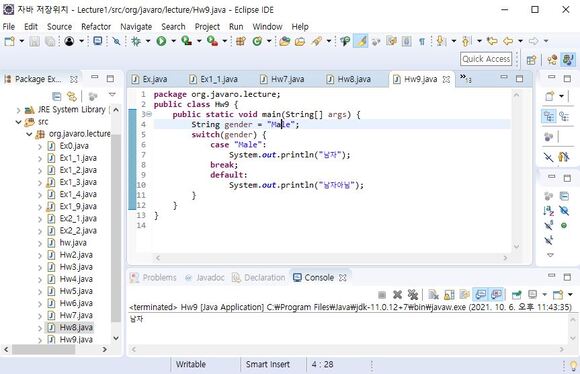 자바 저장위치 - Lecture1/src/org/javaro/lecture/Hw9.java - Eclipse IDE
File Edit Source Refactor Navigate Search Project Run Window Help
Quick Access
Package Ex...
JRE System Library
src
org.javaro.lecture
Ex0.java
Ex1_1.java
Ex1_2.java
Ex1_3.java
Ex1_4.java
Ex1_9.java
Ex2_1.java
Ex2_2.java
hw.java
Hw2.java
Hw3.java
Hw4.java
Hw5.java
Hw6.java
Hw7.java
Hw8.java
Hw9.java
Ex.java Ex1_1.java Hw7.java Hw8.java Hw9.java »13
1 package org.javaro.lecture;
2 public class Hw9 {
3 public static void main(String[] args) {
4 String gender = "Male";
5 switch(gender) {
6 case "Male":
7 System.out.println("남자");
8 break;
9 default:
10 System.out.println("남자아님");
11 }
12 }
13 }
14
Problems Javadoc Declaration Console
<terminated> Hw9 [Java Application] C:₩Program Files₩Java₩jdk-11.0.12+7₩bin₩javaw.exe (2021. 10. 6. 오후 11:43:35)
남자
Writable Smart Insert 4 : 28